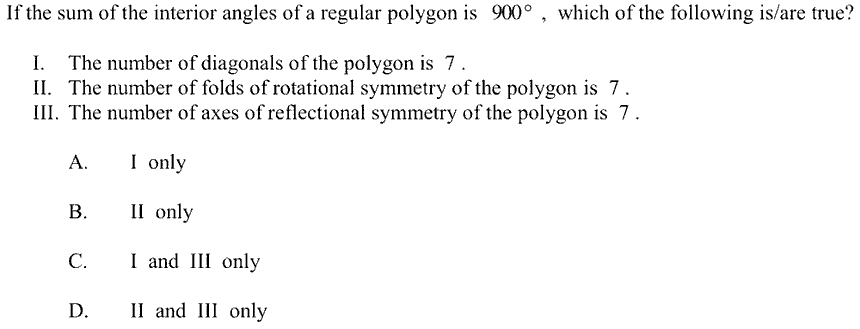 If the sum of the interior angles of a regular polygon is 900° , which of the following is/are true?
I. The number of diagonals of the polygon is 7 .
II. The number of folds of rotational symmetry of the polygon is 7 .
III. The number of axes of reflectional symmetry of the polygon is 7 .
A. I only
B. II only
C. I and III only
D. II and III only